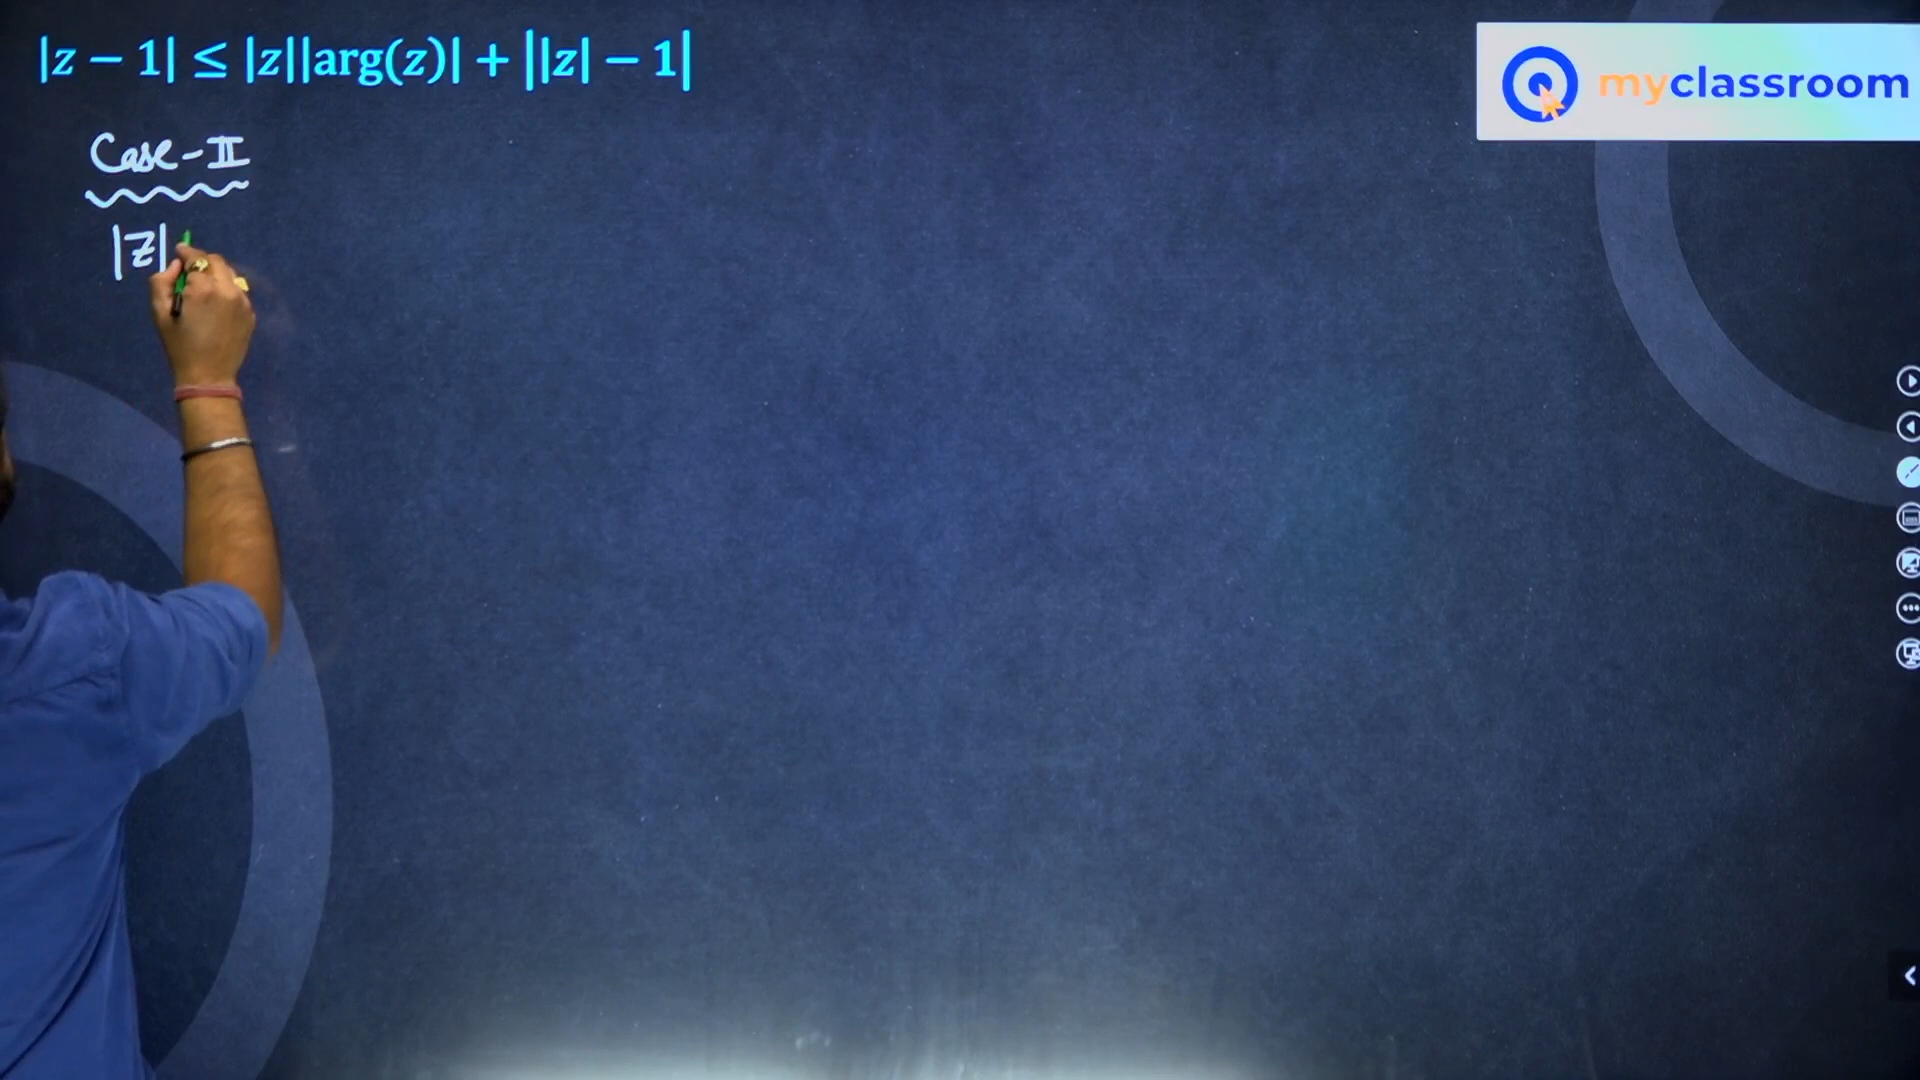 |z − 1| ≤ |z||arg(z)| + ||z| − 1|
myclassroom
Case-II
|z|